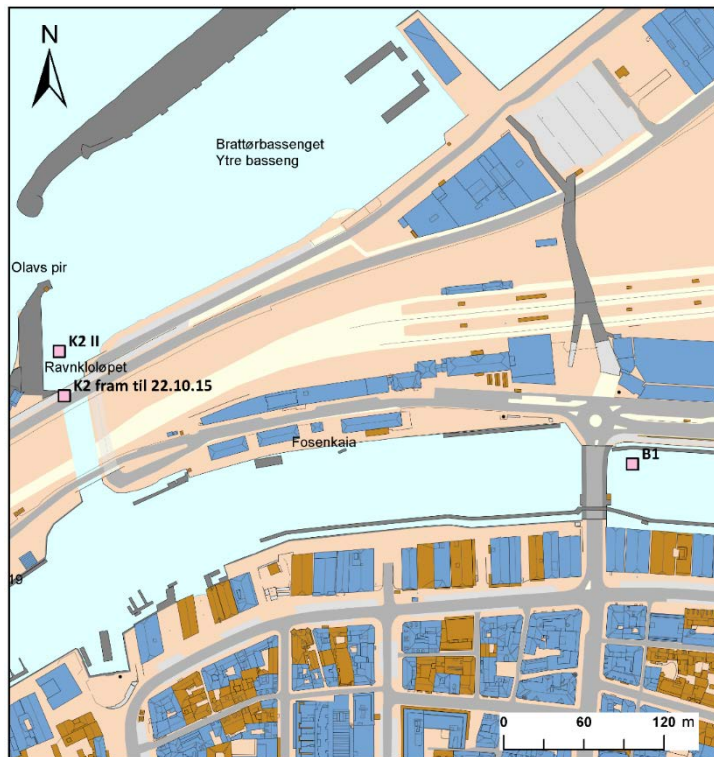 N
Brattørbassenget
Ytre basseng
Olavs pir
K2 II
Ravnkloløpet
K2 fram til 22.10.15
Fosenkaia
B1
19
0 60 120 m